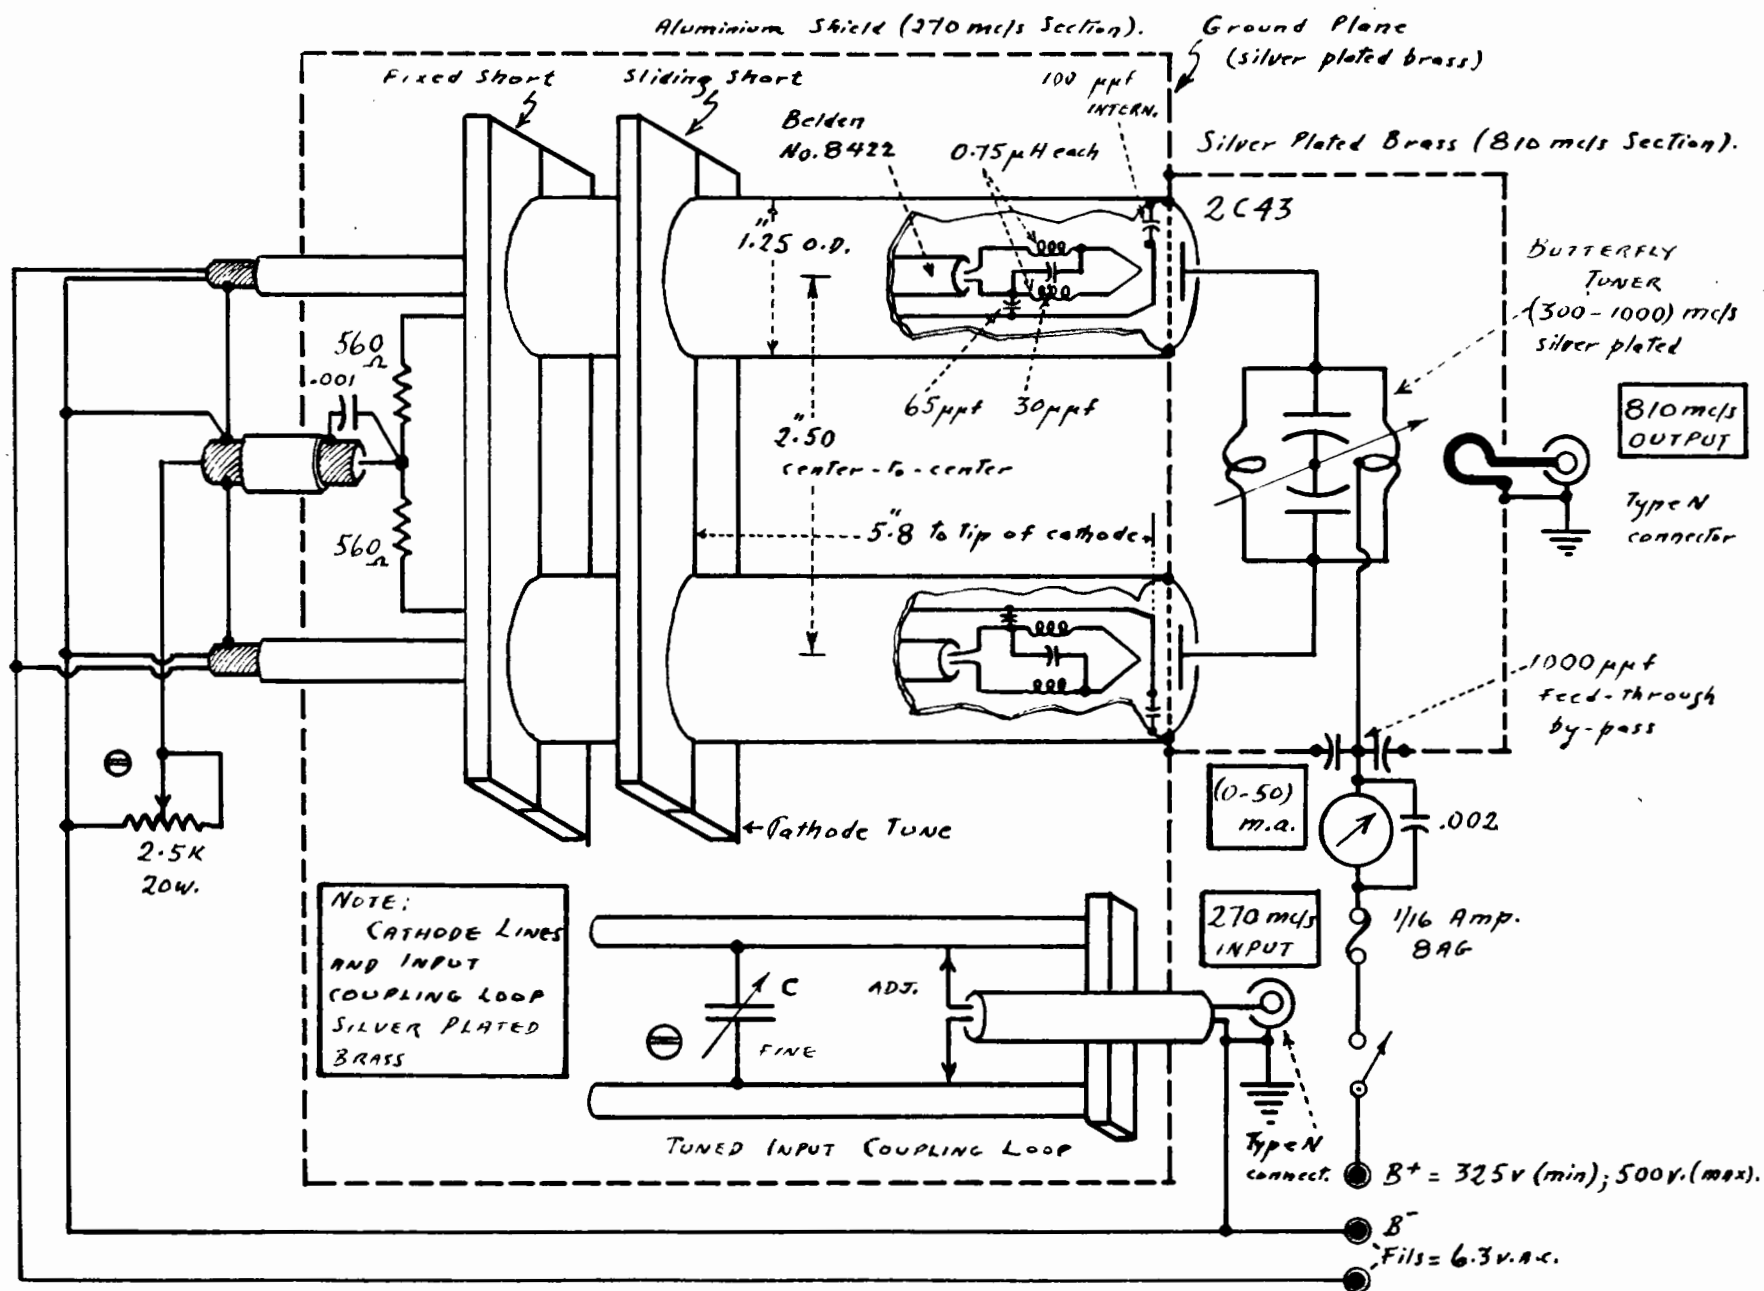 Aluminium Shield (270 mc/s Section).
Ground Plane
(silver plated brass)
Fixed Short
Sliding Short
100 μμf
INTERN.
Belden
No. 8422
0.75 μH each
Silver Plated Brass (810 mc/s Section).
2C43
1.25" O.D.
BUTTERFLY
TUNER
(300-1000) mc/s
silver plated
560
Ω
.001
65μμf
30μμf
810 mc/s
OUTPUT
2.50"
center-to-center
Type N
connector
5.8" to tip of cathode
560
Ω
1000 μμf
feed-through
by-pass
(0-50)
m.a.
.002
←Cathode Tune
2.5K
20w.
NOTE:
CATHODE LINES
AND INPUT
COUPLING LOOP
SILVER PLATED
BRASS
270 mc/s
INPUT
1/16 Amp.
8AG
C
ADJ.
FINE
TUNED INPUT COUPLING LOOP
Type N
connect.
B+ = 325v (min); 500v. (max).
B-
Fils = 6.3 v. a.c.